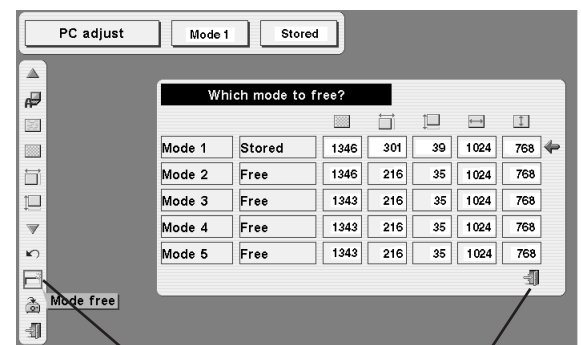 PC adjust Mode 1 Stored
Which mode to free?
Mode 1 Stored 1346 301 39 1024 768
Mode 2 Free 1346 216 35 1024 768
Mode 3 Free 1343 216 35 1024 768
Mode 4 Free 1343 216 35 1024 768
Mode 5 Free 1343 216 35 1024 768
Mode free